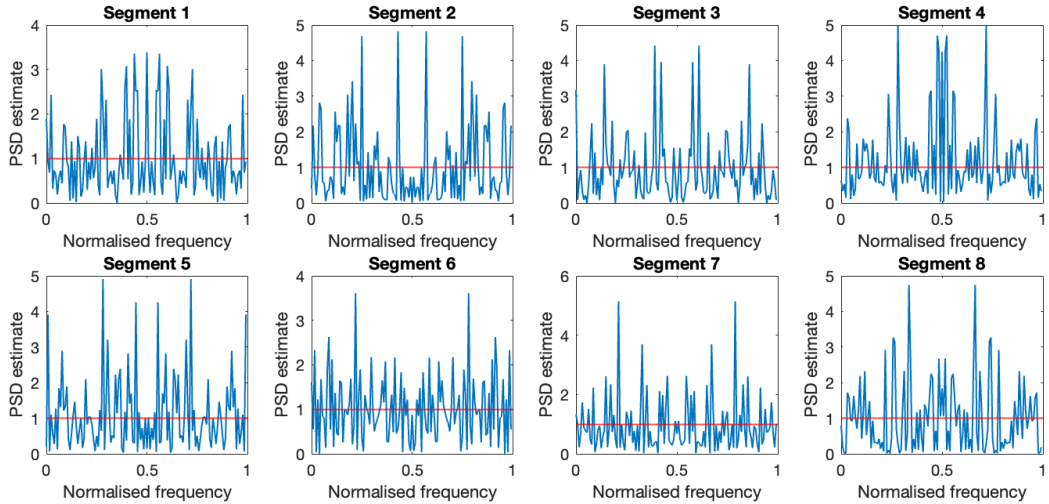 Segment 1
Segment 2
Segment 3
Segment 4
4
3
2
1
0
PSD estimate
0
0.5
1
Normalised frequency
5
4
3
2
1
0
PSD estimate
0
0.5
1
Normalised frequency
5
4
3
2
1
0
PSD estimate
0
0.5
1
Normalised frequency
5
4
3
2
1
0
PSD estimate
0
0.5
1
Normalised frequency
Segment 5
Segment 6
Segment 7
Segment 8
5
4
3
2
1
0
PSD estimate
0
0.5
1
Normalised frequency
4
3
2
1
0
PSD estimate
0
0.5
1
Normalised frequency
6
5
4
3
2
1
0
PSD estimate
0
0.5
1
Normalised frequency
5
4
3
2
1
0
PSD estimate
0
0.5
1
Normalised frequency